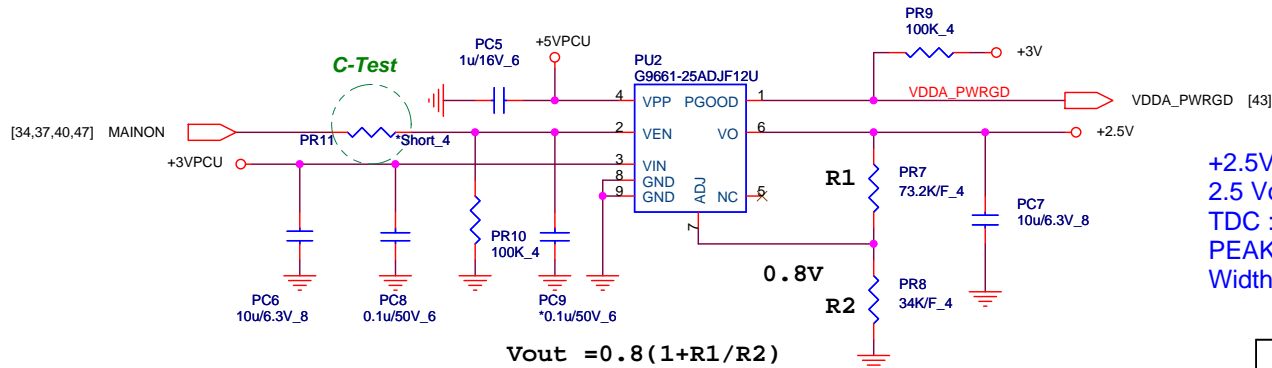 PR9
100K_4
+3V
PC5
1u/16V_6
+5VPCU
C-Test
PU2
G9661-25ADJF12U
4 VPP PGOOD 1
VDDA_PWRGD
VDDA_PWRGD [43]
[34,37,40,47] MAINON
PR11 *Short_4
2 VEN VO 6
+2.5V
+3VPCU
3 VIN
8 GND
9 GND
ADJ
NC 5
7
R1
PR7
73.2K/F_4
+2.5V
2.5 Vo
TDC :
PEAK
Width
PC7
10u/6.3V_8
PR10
100K_4
0.8V
R2
PR8
34K/F_4
PC6
10u/6.3V_8
PC8
0.1u/50V_6
PC9
*0.1u/50V_6
Vout =0.8(1+R1/R2)